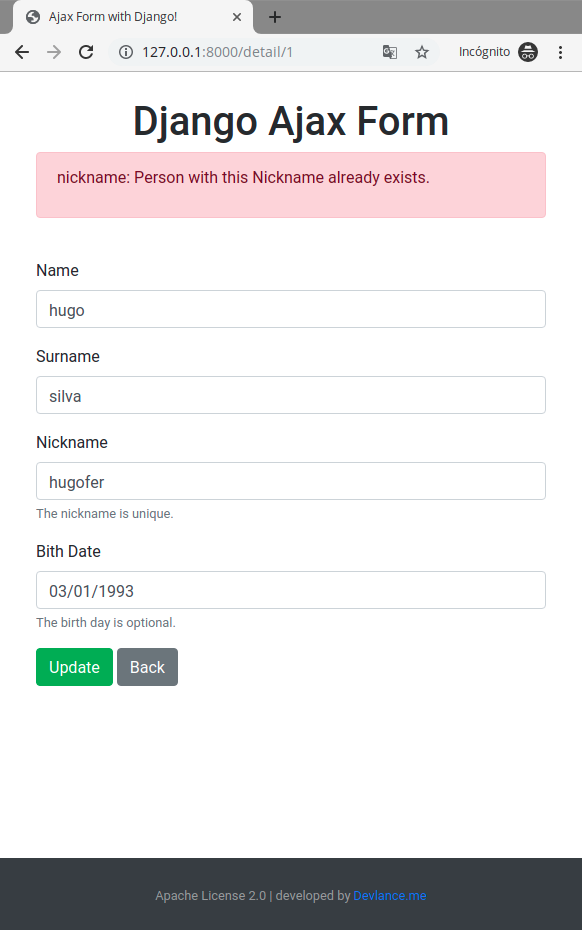 Ajax Form with Django!
127.0.0.1:8000/detail/1
Incógnito
Django Ajax Form
nickname: Person with this Nickname already exists.
Name
hugo
Surname
silva
Nickname
hugofer
The nickname is unique.
Bith Date
03/01/1993
The birth day is optional.
Update Back
Apache License 2.0 | developed by Devlance.me